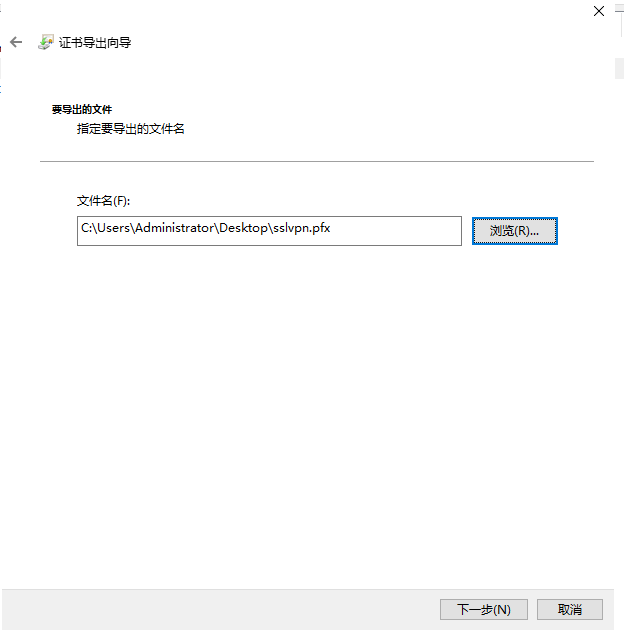 证书导出向导
要导出的文件
指定要导出的文件名
文件名(F):
C:\Users\Administrator\Desktop\sslvpn.pfx
浏览(R)...
下一步(N)
取消